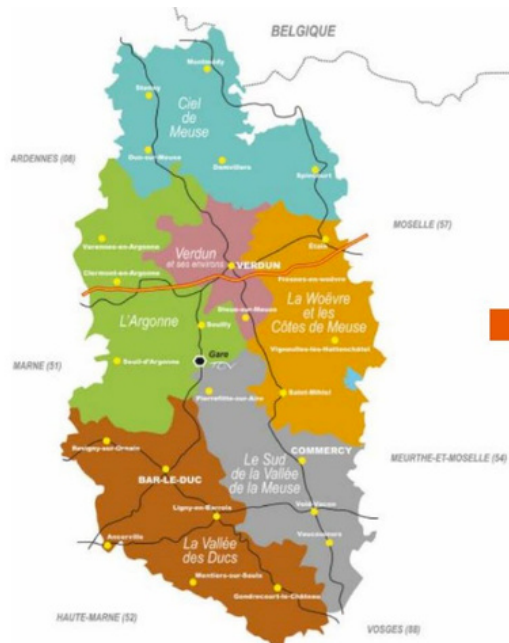 BELGIQUE
Montmédy
Stenay
Ciel
de
Meuse
Dun-sur-Meuse
Damvillers
ARDENNES (08)
Spincourt
MOSELLE (57)
Varennes-en-Argonne
Verdun
et ses environs
Étain
VERDUN
Clermont-en-Argonne
Fresnes-en-woëvre
La Woëvre
et les
Côtes de Meuse
Dieue-sur-Meuse
L'Argonne
Souilly
Vigneulles-lès-Hattonchâtel
Gare
TGV
MARNE (51)
Seuil-d'Argonne
Pierrefitte-sur-Aire
Saint-Mihiel
Revigny-sur-Ornain
COMMERCY
MEURTHE-ET-MOSELLE (54)
Le Sud
de la Vallée
de la Meuse
BAR-LE-DUC
Ligny-en-Barrois
Void-Vacon
Ancerville
Vaucouleurs
La Vallée
des Ducs
Montiers-sur-Saulx
Gondrecourt-le-Château
HAUTE-MARNE (52)
VOSGES (88)